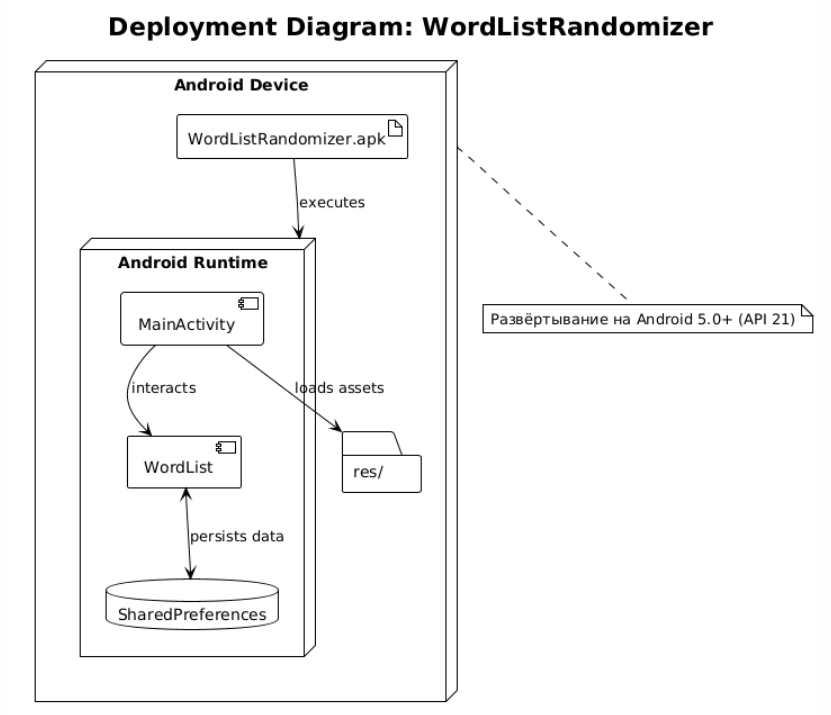 Deployment Diagram: WordListRandomizer
Android Device
WordListRandomizer.apk
executes
Android Runtime
MainActivity
Развёртывание на Android 5.0+ (API 21)
interacts
loads assets
WordList
res/
persists data
SharedPreferences